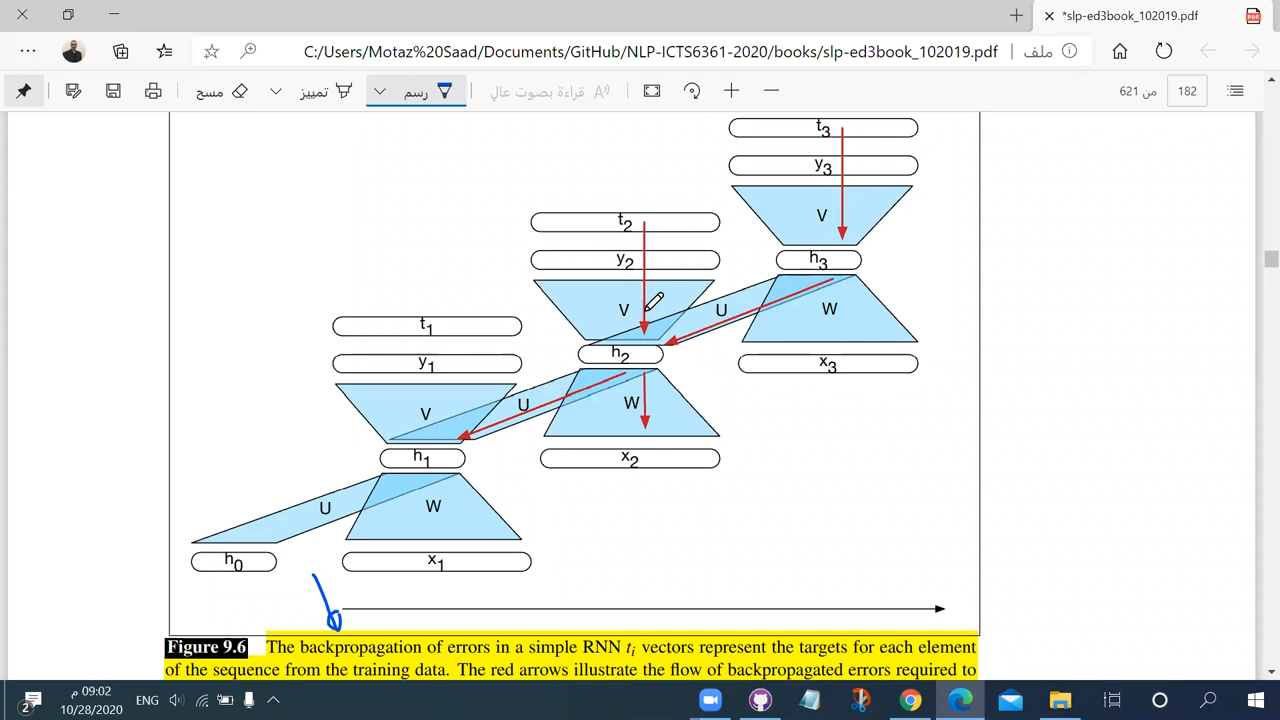 *slp-ed3book_102019.pdf
C:/Users/Motaz%20Saad/Documents/GitHub/NLP-ICTS6361-2020/books/slp-ed3book_102019.pdf
ملف
مسح
تمييز
رسم
قراءة بصوت عالٍ
182
من 621
t3
y3
V
h3
U
W
x3
t2
y2
V
h2
U
W
x2
t1
y1
V
h1
U
W
x1
h0
Figure 9.6 The backpropagation of errors in a simple RNN ti vectors represent the targets for each element
of the sequence from the training data. The red arrows illustrate the flow of backpropagated errors required to
2
09:02 م
10/28/2020
ENG